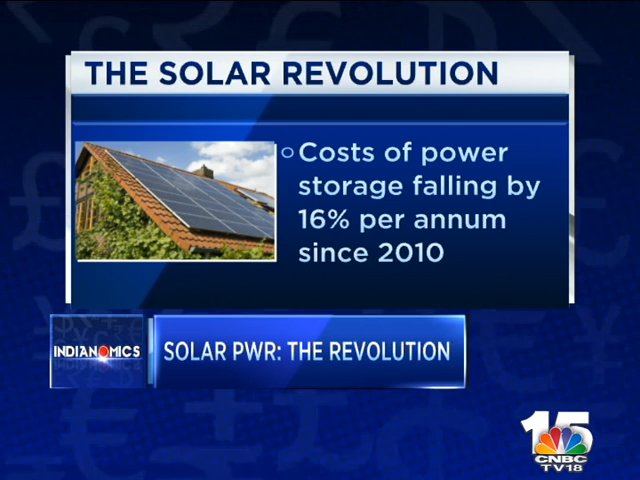 THE SOLAR REVOLUTION
Costs of power
storage falling by
16% per annum
since 2010
INDIANOMICS
SOLAR PWR: THE REVOLUTION
15
CNBC
TV18